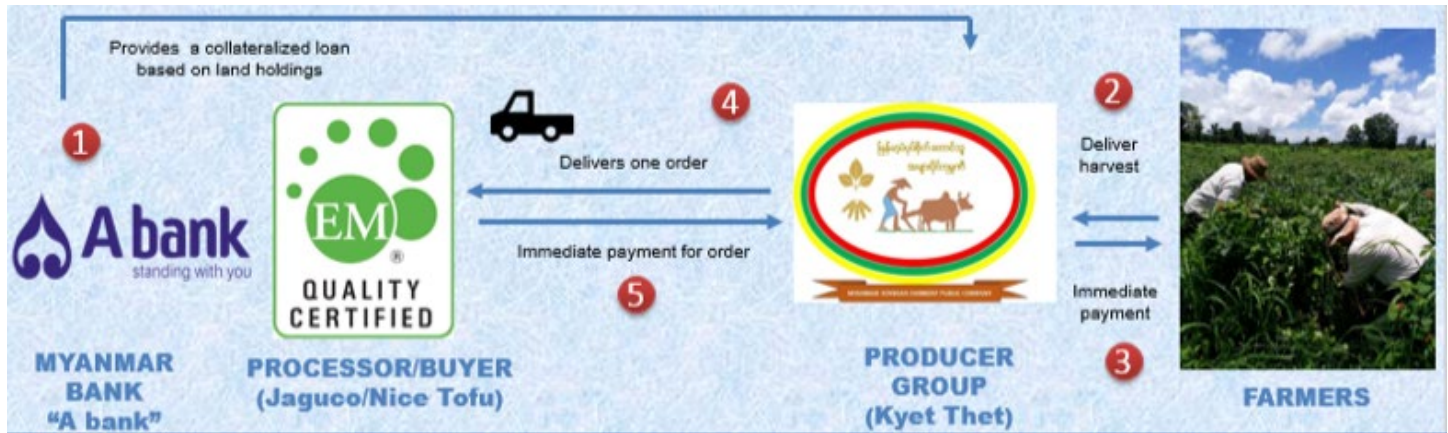 Provides a collateralized loan
based on land holdings
1
A bank
standing with you
MYANMAR
BANK
“A bank”
EM
®
QUALITY
CERTIFIED
PROCESSOR/BUYER
(Jaguco/Nice Tofu)
4
Delivers one order
Immediate payment for order
5
PRODUCER
GROUP
(Kyet Thet)
2
Deliver
harvest
Immediate
payment
3
FARMERS